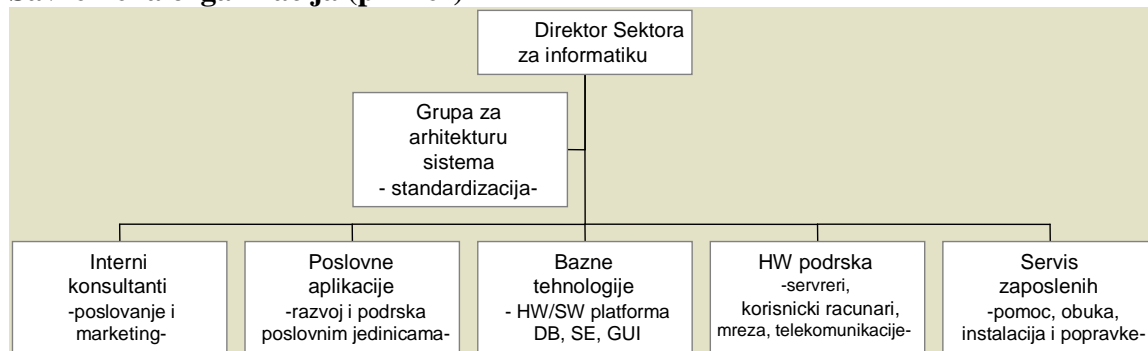 Direktor Sektora
za informatiku
Grupa za
arhitekturu
sistema
- standardizacija-
Interni
konsultanti
-poslovanje i
marketing-
Poslovne
aplikacije
-razvoj i podrska
poslovnim jedinicama-
Bazne
tehnologije
- HW/SW platforma
DB, SE, GUI
HW podrska
-servreri,
korisnicki racunari,
mreza, telekomunikacije-
Servis
zaposlenih
-pomoc, obuka,
instalacija i popravke-